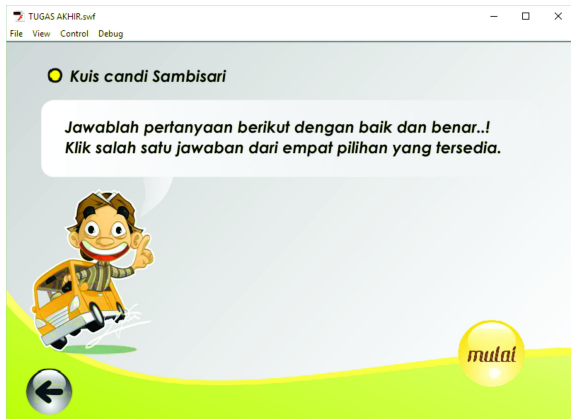 TUGAS AKHIR.swf
File View Control Debug
Kuis candi Sambisari
Jawablah pertanyaan berikut dengan baik dan benar..!
Klik salah satu jawaban dari empat pilihan yang tersedia.
mulai